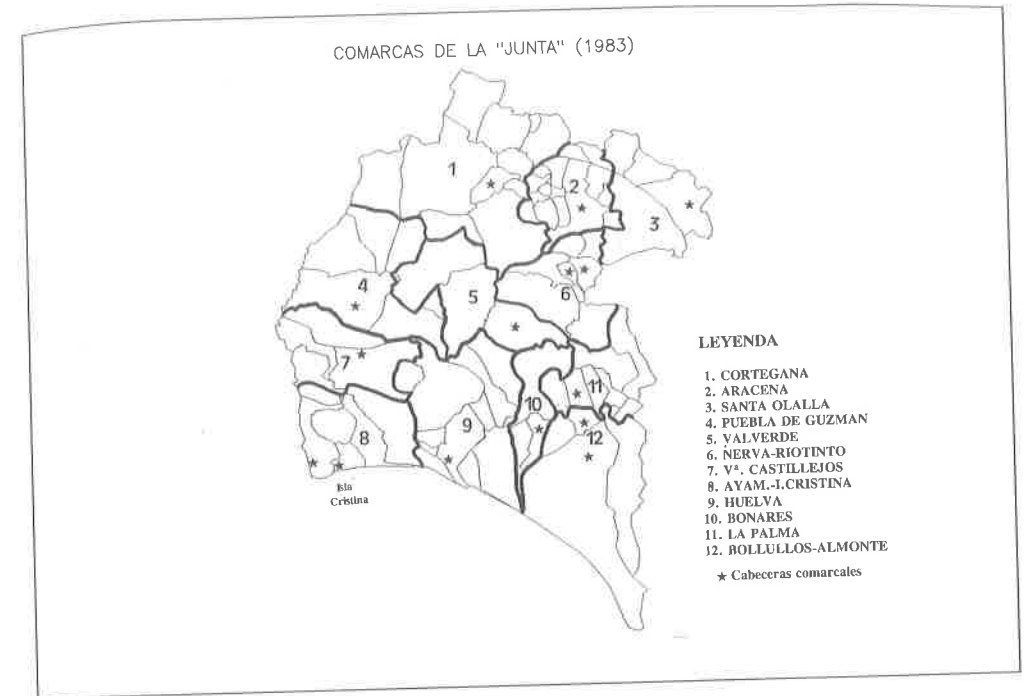 COMARCAS DE LA "JUNTA" (1983)
1
2
3
4
5
6
7
8
9
10
11
12
Isla
Cristina
LEYENDA
1. CORTEGANA
2. ARACENA
3. SANTA OLALLA
4. PUEBLA DE GUZMAN
5. VALVERDE
6. NERVA-RIOTINTO
7. Vª. CASTILLEJOS
8. AYAM.-I.CRISTINA
9. HUELVA
10. BONARES
11. LA PALMA
12. BOLLULLOS-ALMONTE
★ Cabeceras comarcales